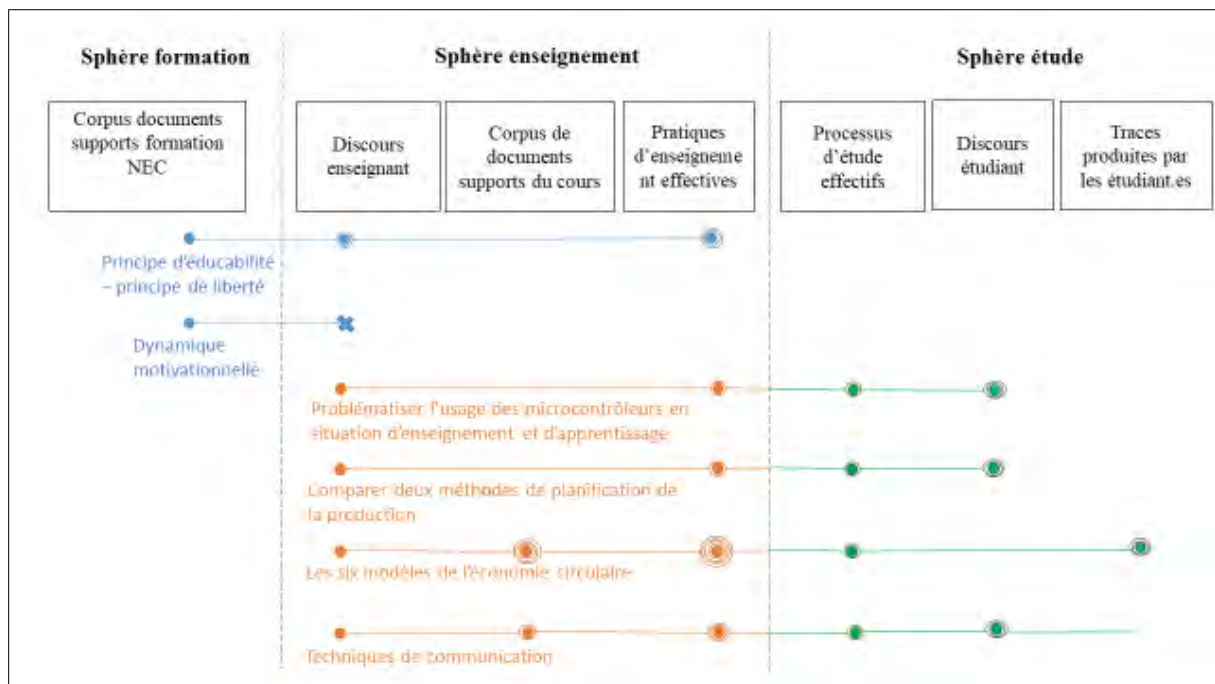 Sphère formation
Sphère enseignement
Sphère étude
Corpus documents
supports formation
NEC
Discours
enseignant
Corpus de
documents
supports du cours
Pratiques
d'enseigneme
nt effectives
Processus
d'étude
effectifs
Discours
étudiant
Traces
produites par
les étudiant.es
Principe d'éducabilité
– principe de liberté
Dynamique
motivationnelle
Problématiser l'usage des microcontrôleurs en
situation d'enseignement et d'apprentissage
Comparer deux méthodes de planification de
la production
Les six modèles de l'économie circulaire
Techniques de communication